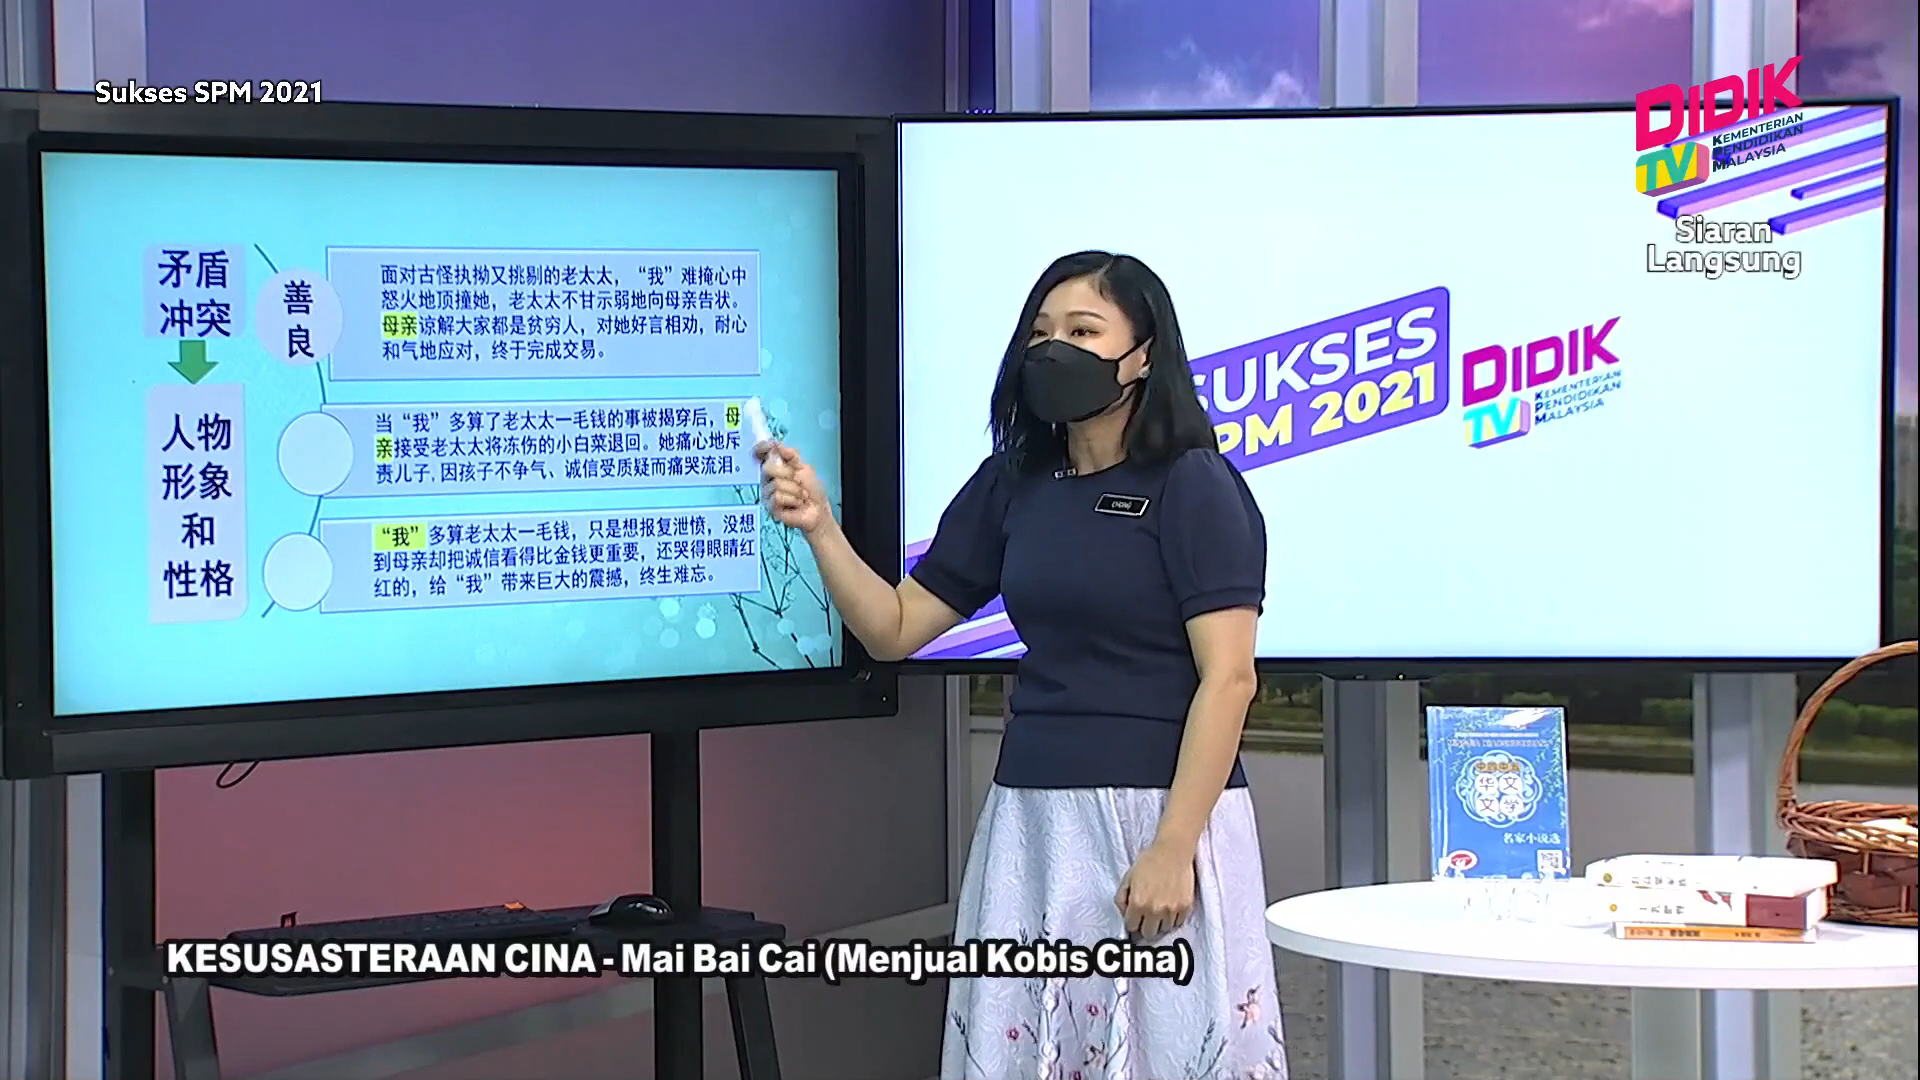 Sukses SPM 2021
DIDIK
TV
KEMENTERIAN
PENDIDIKAN
MALAYSIA
Siaran
Langsung
矛盾
冲突
人物
形象
和
性格
善
良
面对古怪执拗又挑剔的老太太，“我”难掩心中
怒火地顶撞她，老太太不甘示弱地向母亲告状。
母亲谅解大家都是贫穷人，对她好言相劝，耐心
和气地应对，终于完成交易。
当“我”多算了老太太一毛钱的事被揭穿后，母
亲接受老太太将冻伤的小白菜退回。她痛心地斥
责儿子，因孩子不争气、诚信受质疑而痛哭流泪。
“我”多算老太太一毛钱，只是想报复泄愤，没想
到母亲却把诚信看得比金钱更重要，还哭得眼睛红
红的，给“我”带来巨大的震撼，终生难忘。
SUKSES
PM 2021
DIDIK
TV
KEMENTERIAN
PENDIDIKAN
MALAYSIA
中四中五
华文
文学
名家小说选
KESUSASTERAAN CINA - Mai Bai Cai (Menjual Kobis Cina)